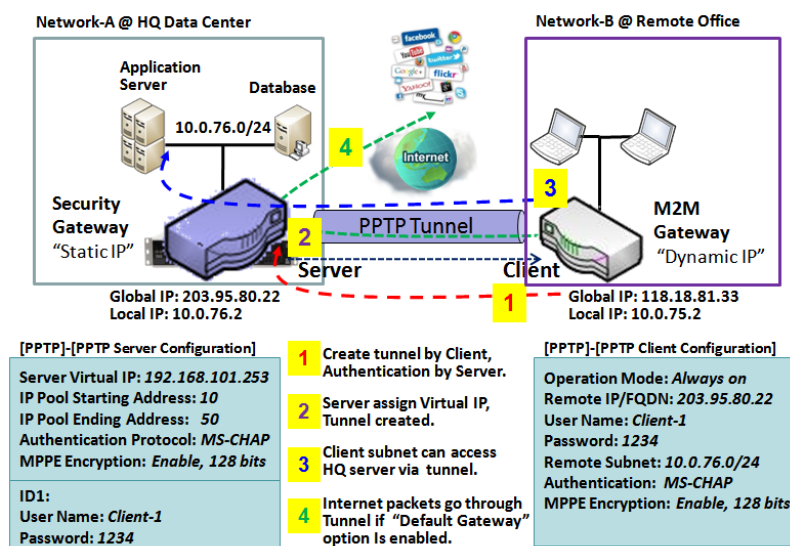 Network-A @ HQ Data Center
Network-B @ Remote Office
Application
Server
Database
10.0.76.0/24
facebook
You Tube
twitter
Google+
flickr
YAHOO!
my
Internet
4
3
Security
Gateway
"Static IP"
2
PPTP Tunnel
M2M
Gateway
"Dynamic IP"
Server
Client
1
Global IP: 203.95.80.22
Local IP: 10.0.76.2
Global IP: 118.18.81.33
Local IP: 10.0.75.2
[PPTP]-[PPTP Server Configuration]
Server Virtual IP: 192.168.101.253
IP Pool Starting Address: 10
IP Pool Ending Address: 50
Authentication Protocol: MS-CHAP
MPPE Encryption: Enable, 128 bits
ID1:
User Name: Client-1
Password: 1234
1 Create tunnel by Client,
Authentication by Server.
2 Server assign Virtual IP,
Tunnel created.
3 Client subnet can access
HQ server via tunnel.
4 Internet packets go through
Tunnel if "Default Gateway"
option Is enabled.
[PPTP]-[PPTP Client Configuration]
Operation Mode: Always on
Remote IP/FQDN: 203.95.80.22
User Name: Client-1
Password: 1234
Remote Subnet: 10.0.76.0/24
Authentication: MS-CHAP
MPPE Encryption: Enable, 128 bits